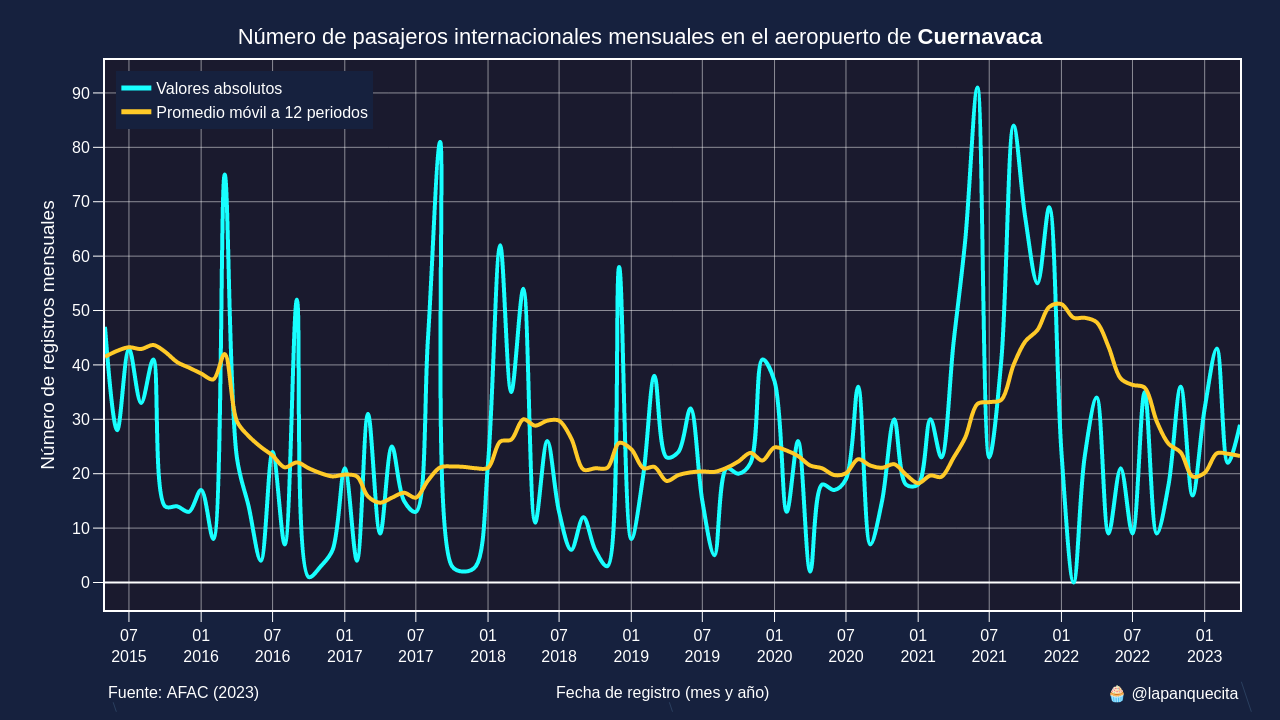 Número de pasajeros internacionales mensuales en el aeropuerto de Cuernavaca
Valores absolutos
Promedio móvil a 12 periodos
Número de registros mensuales
90
80
70
60
50
40
30
20
10
0
07 01 07 01 07 01 07 01 07 01 07 01 07 01 07 01
2015 2016 2016 2017 2017 2018 2018 2019 2019 2020 2020 2021 2021 2022 2022 2023
Fuente: AFAC (2023)
Fecha de registro (mes y año)
🧁 @lapanquecita